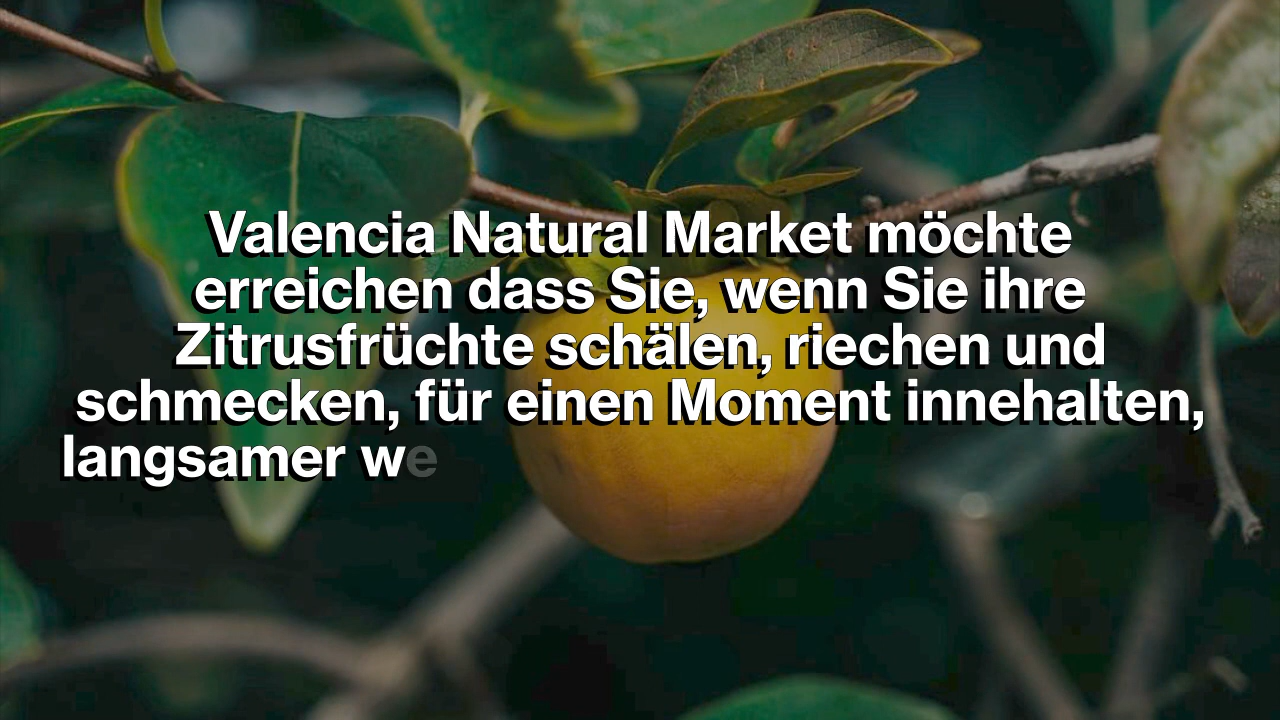 Valencia Natural Market möchte
erreichen dass Sie, wenn Sie ihre
Zitrusfrüchte schälen, riechen und
schmecken, für einen Moment innehalten,
langsamer we